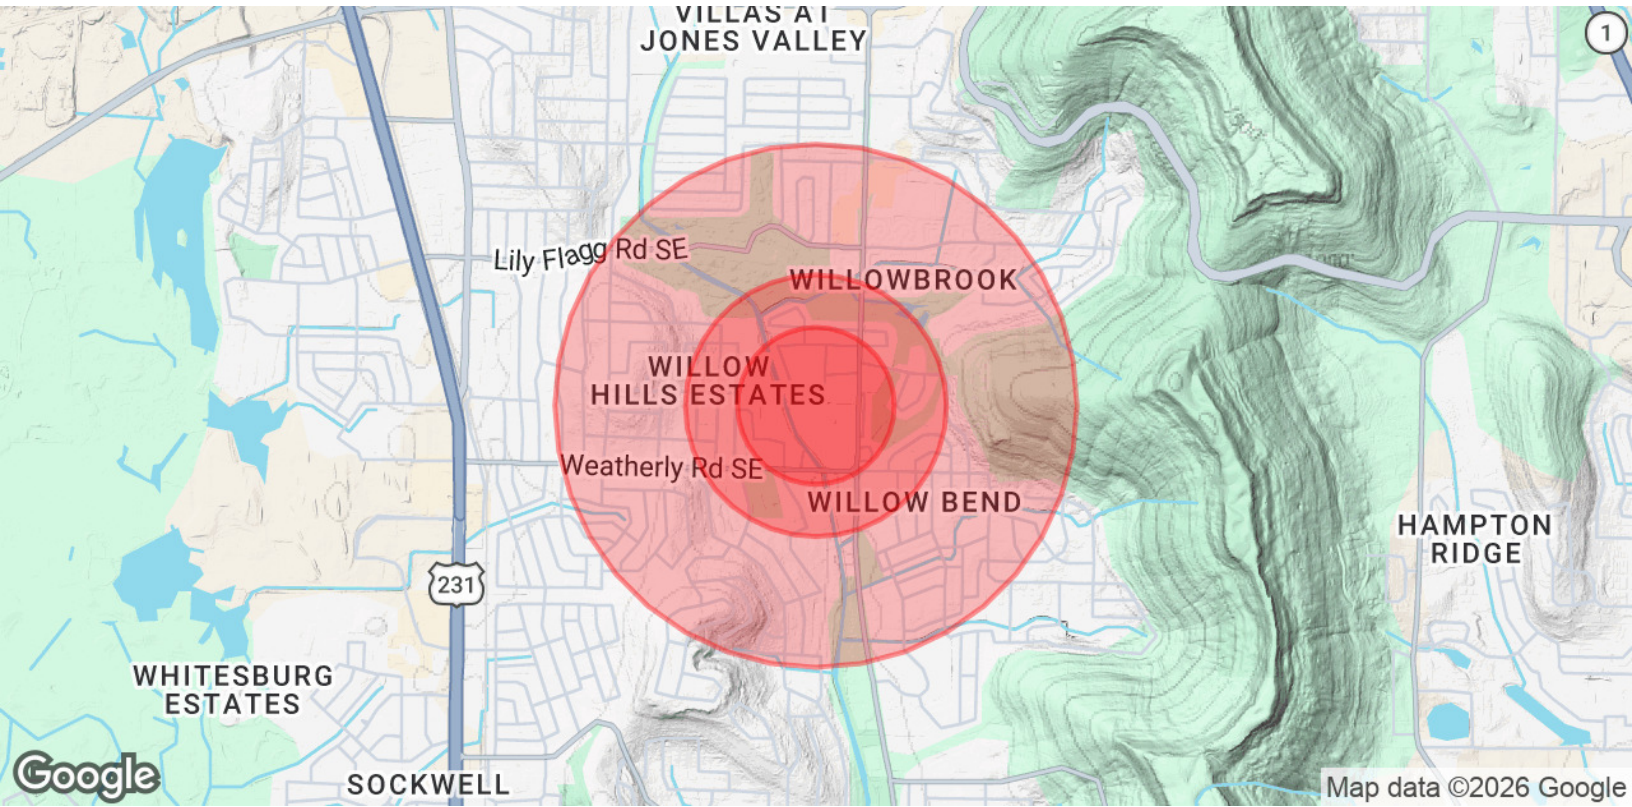 VILLAS AT
JONES VALLEY
1
Lily Flagg Rd SE
WILLOWBROOK
WILLOW
HILLS ESTATES
Weatherly Rd SE
WILLOW BEND
HAMPTON
RIDGE
231
WHITESBURG
ESTATES
SOCKWELL
Google
Map data ©2026 Google